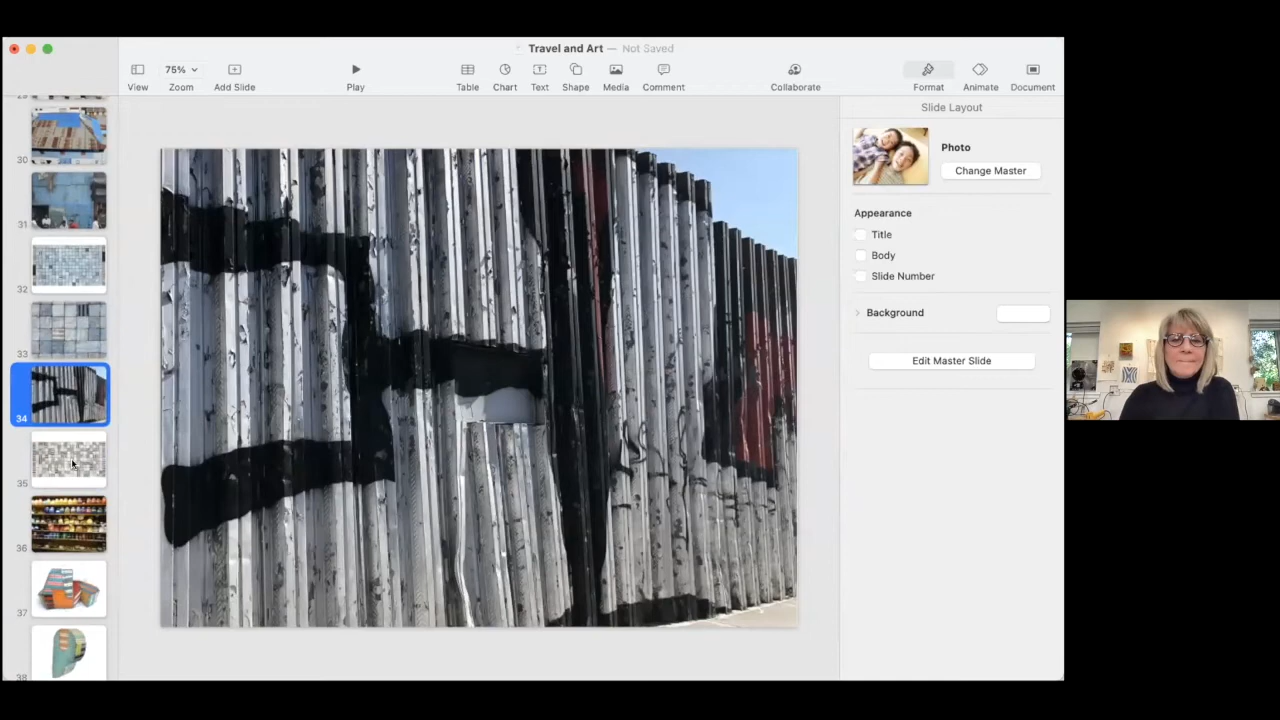 Travel and Art — Not Saved
View
75%
Zoom
Add Slide
Play
Table
Chart
Text
Shape
Media
Comment
Collaborate
Format
Animate
Document
29
30
31
32
33
34
35
36
37
38
Slide Layout
Photo
Change Master
Appearance
Title
Body
Slide Number
Background
Edit Master Slide